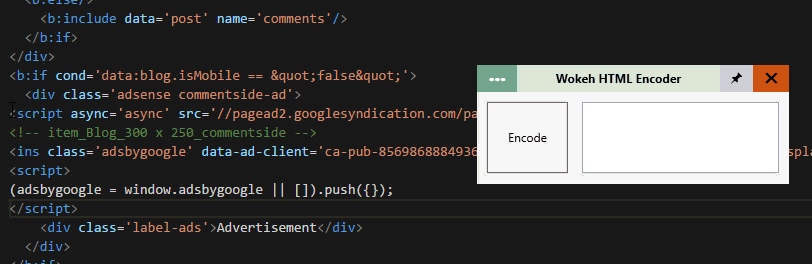 <b:else/>
<b:include data='post' name='comments'/>
</b:if>
</div>
<b:if cond='data:blog.isMobile == &quot;false&quot;'>
<div class='adsense commentside-ad'>
<script async='async' src='//pagead2.googlesyndication.com/pa
<!-- item_Blog_300 x 250_commentside -->
<ins class='adsbygoogle' data-ad-client='ca-pub-8569868884936
<script>
(adsbygoogle = window.adsbygoogle || []).push({});
</script>
<div class='label-ads'>Advertisement</div>
</div>
</b:if>
Wokeh HTML Encoder
Encode